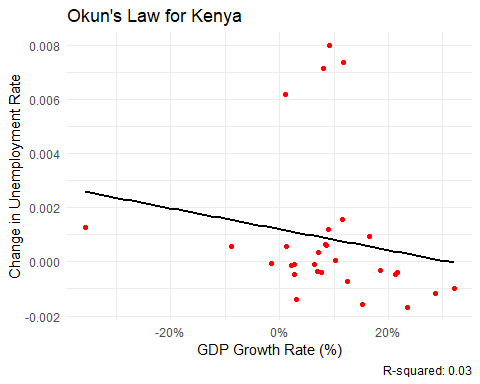 Okun's Law for Kenya
Change in Unemployment Rate
0.008
0.006
0.004
0.002
0.000
-0.002
-20%
0%
20%
GDP Growth Rate (%)
R-squared: 0.03